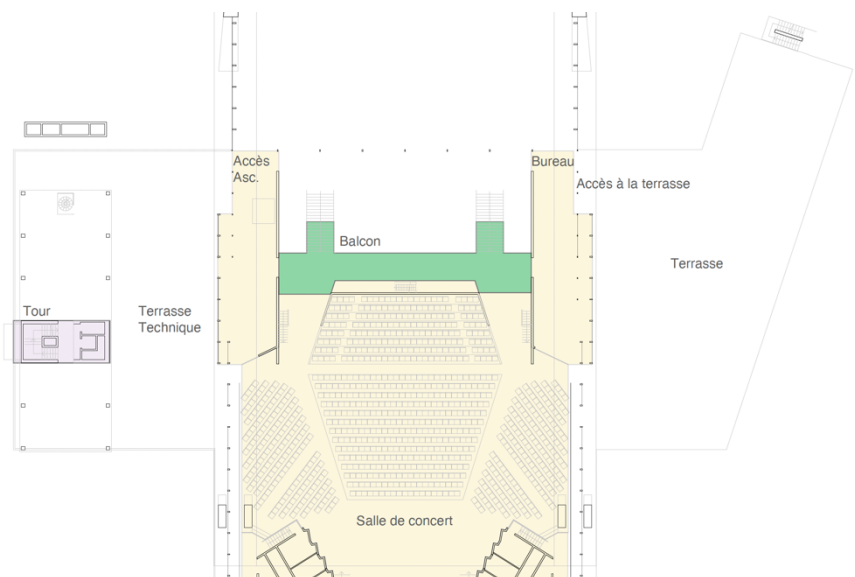 Accès
Asc.
Bureau
Accès à la terrasse
Balcon
Terrasse
Tour
Terrasse
Technique
Salle de concert